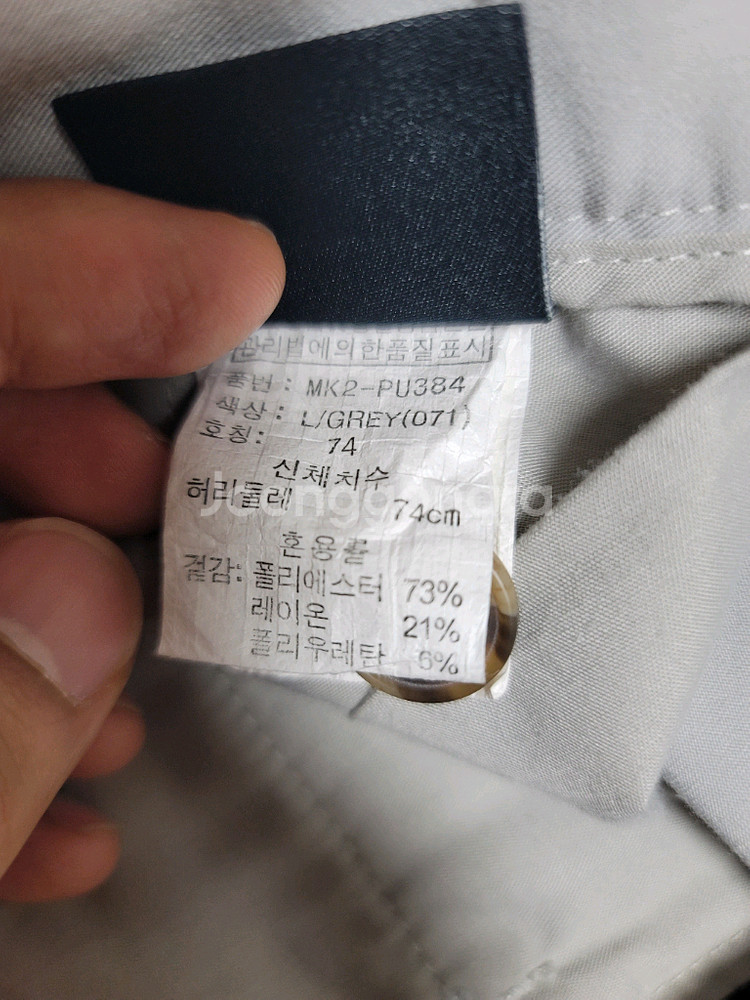 관리법에의한품질표시
품번: MK2-PU384
색상: L/GREY(071)
호칭: 74
신체치수
허리둘레 74cm
혼용률
겉감: 폴리에스터 73%
레이온 21%
폴리우레탄 6%
Joonggonara